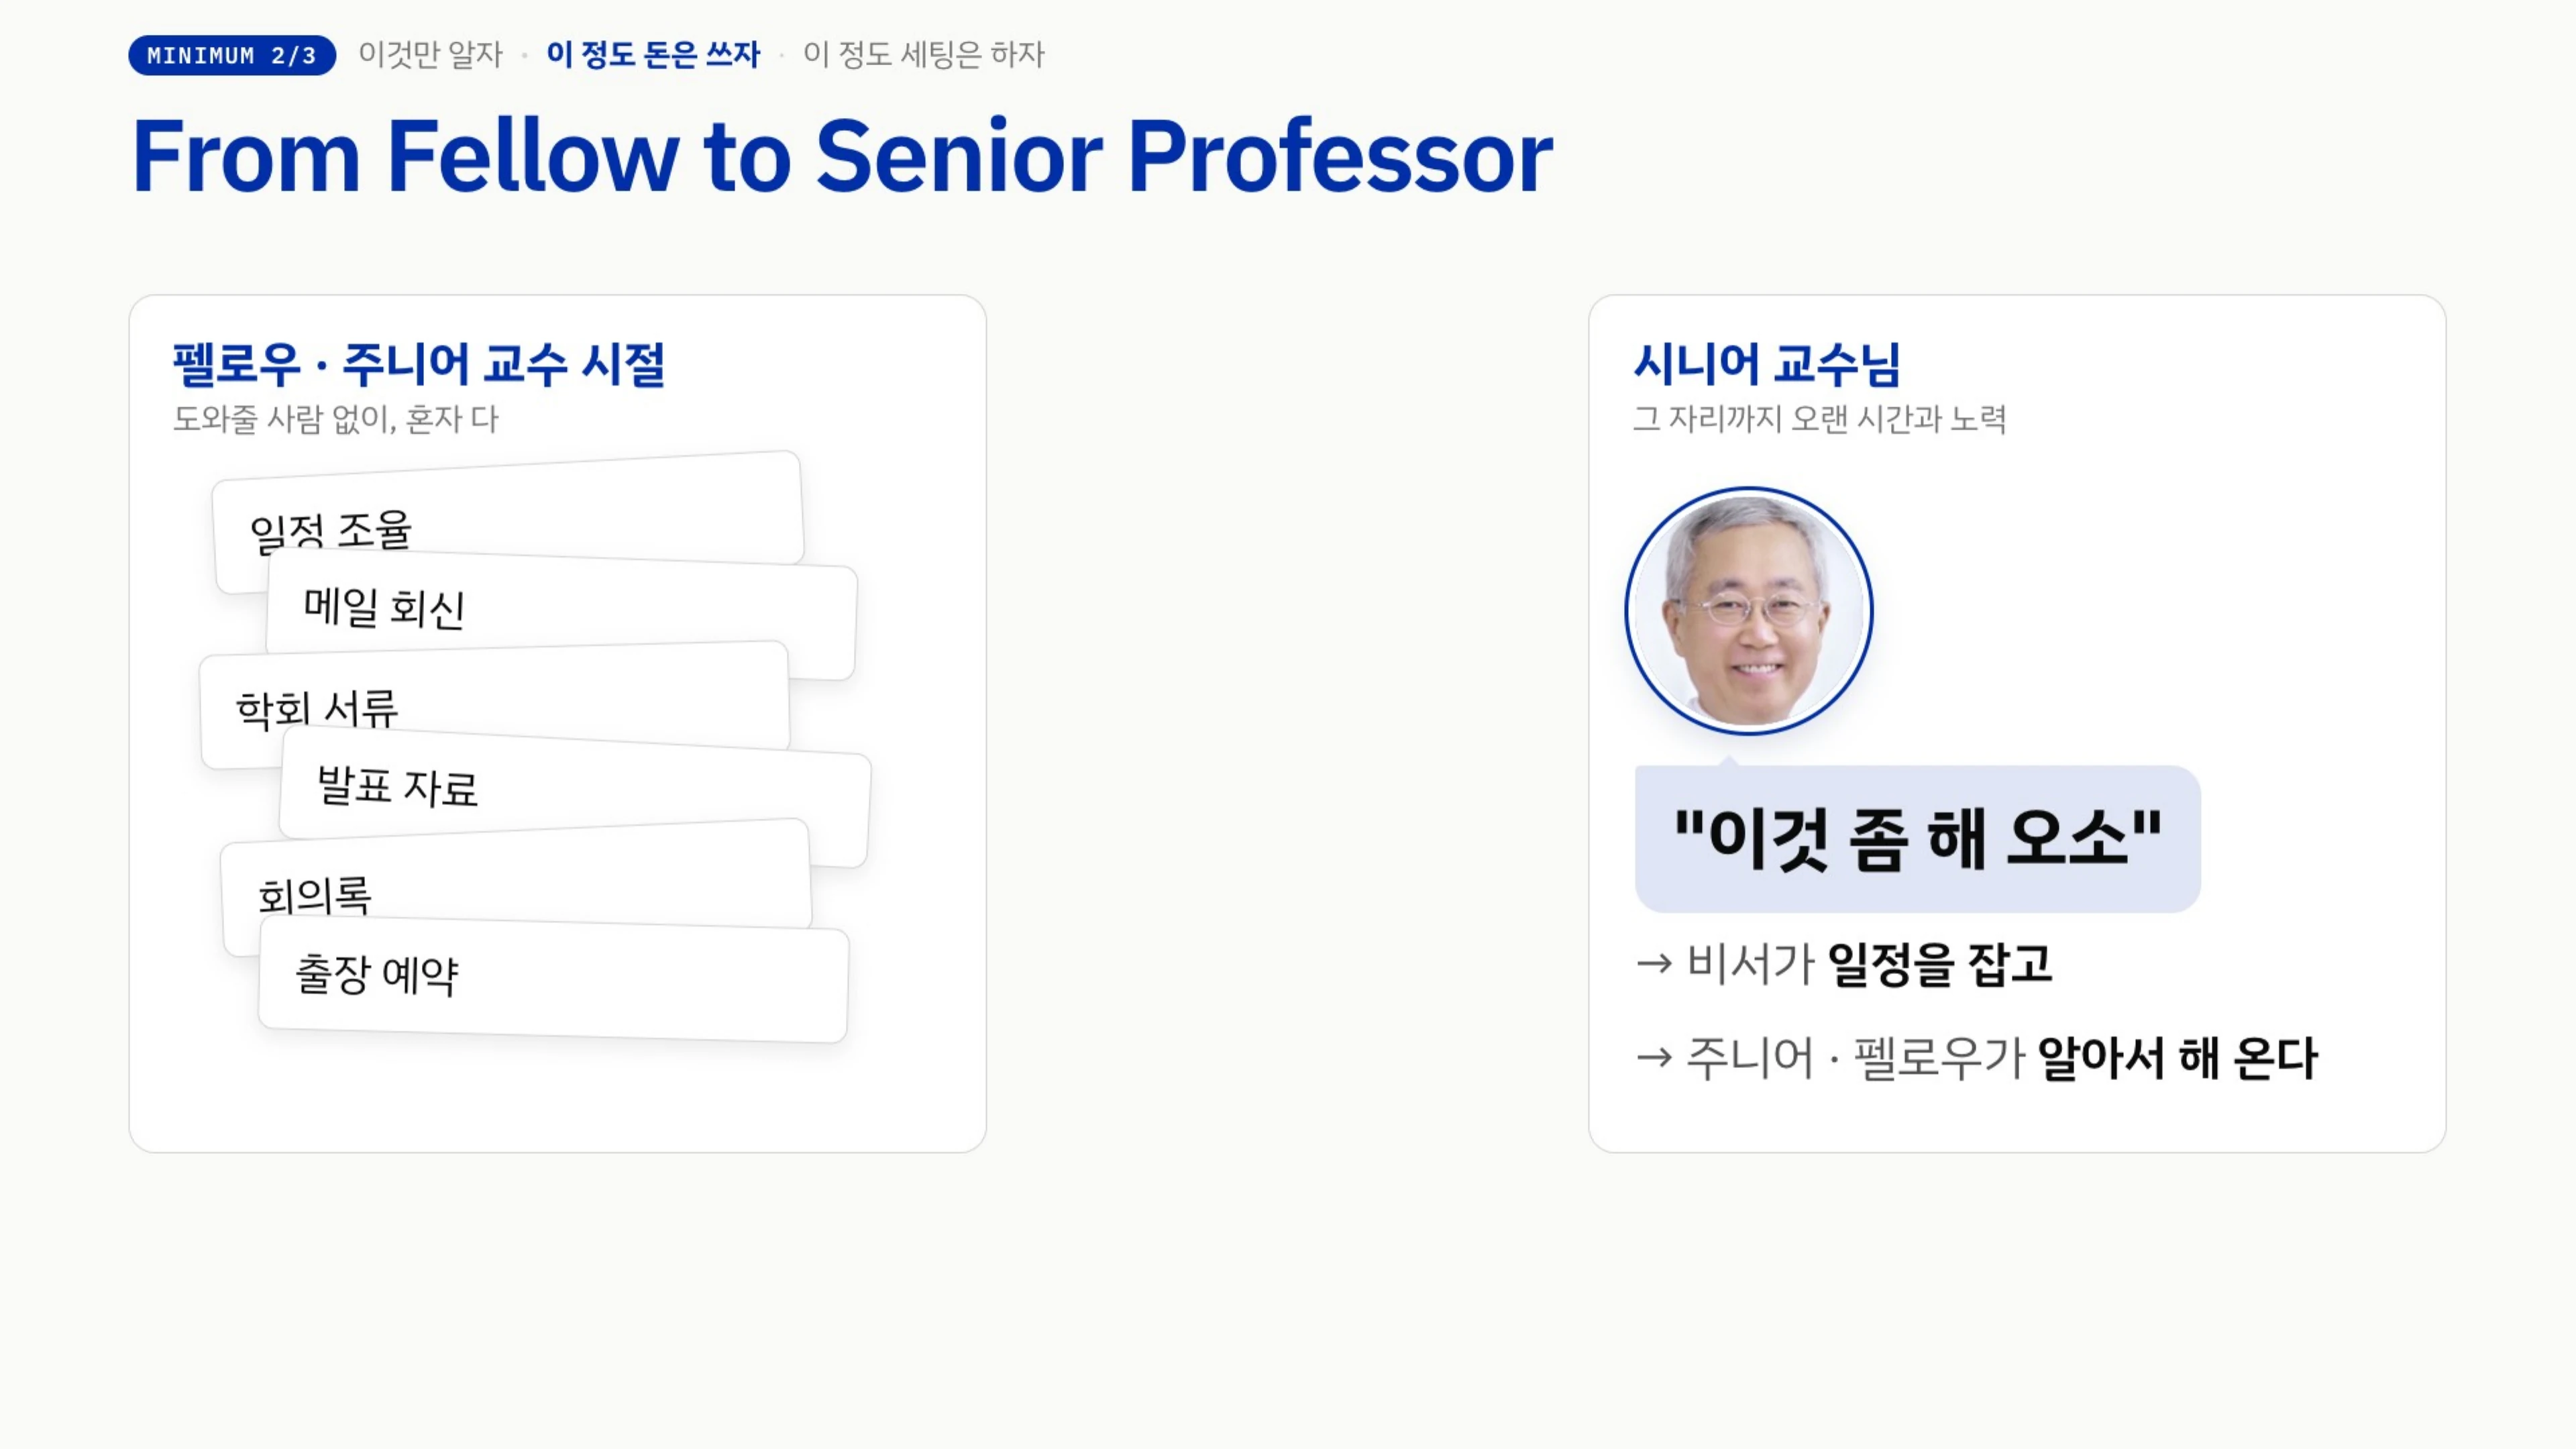 MINIMUM 2/3 이것만 알자 · 이 정도 돈은 쓰자 · 이 정도 세팅은 하자
From Fellow to Senior Professor
펠로우 · 주니어 교수 시절
도와줄 사람 없이, 혼자 다
일정 조율
메일 회신
학회 서류
발표 자료
회의록
출장 예약
시니어 교수님
그 자리까지 오랜 시간과 노력
"이것 좀 해 오소"
→ 비서가 일정을 잡고
→ 주니어 · 펠로우가 알아서 해 온다